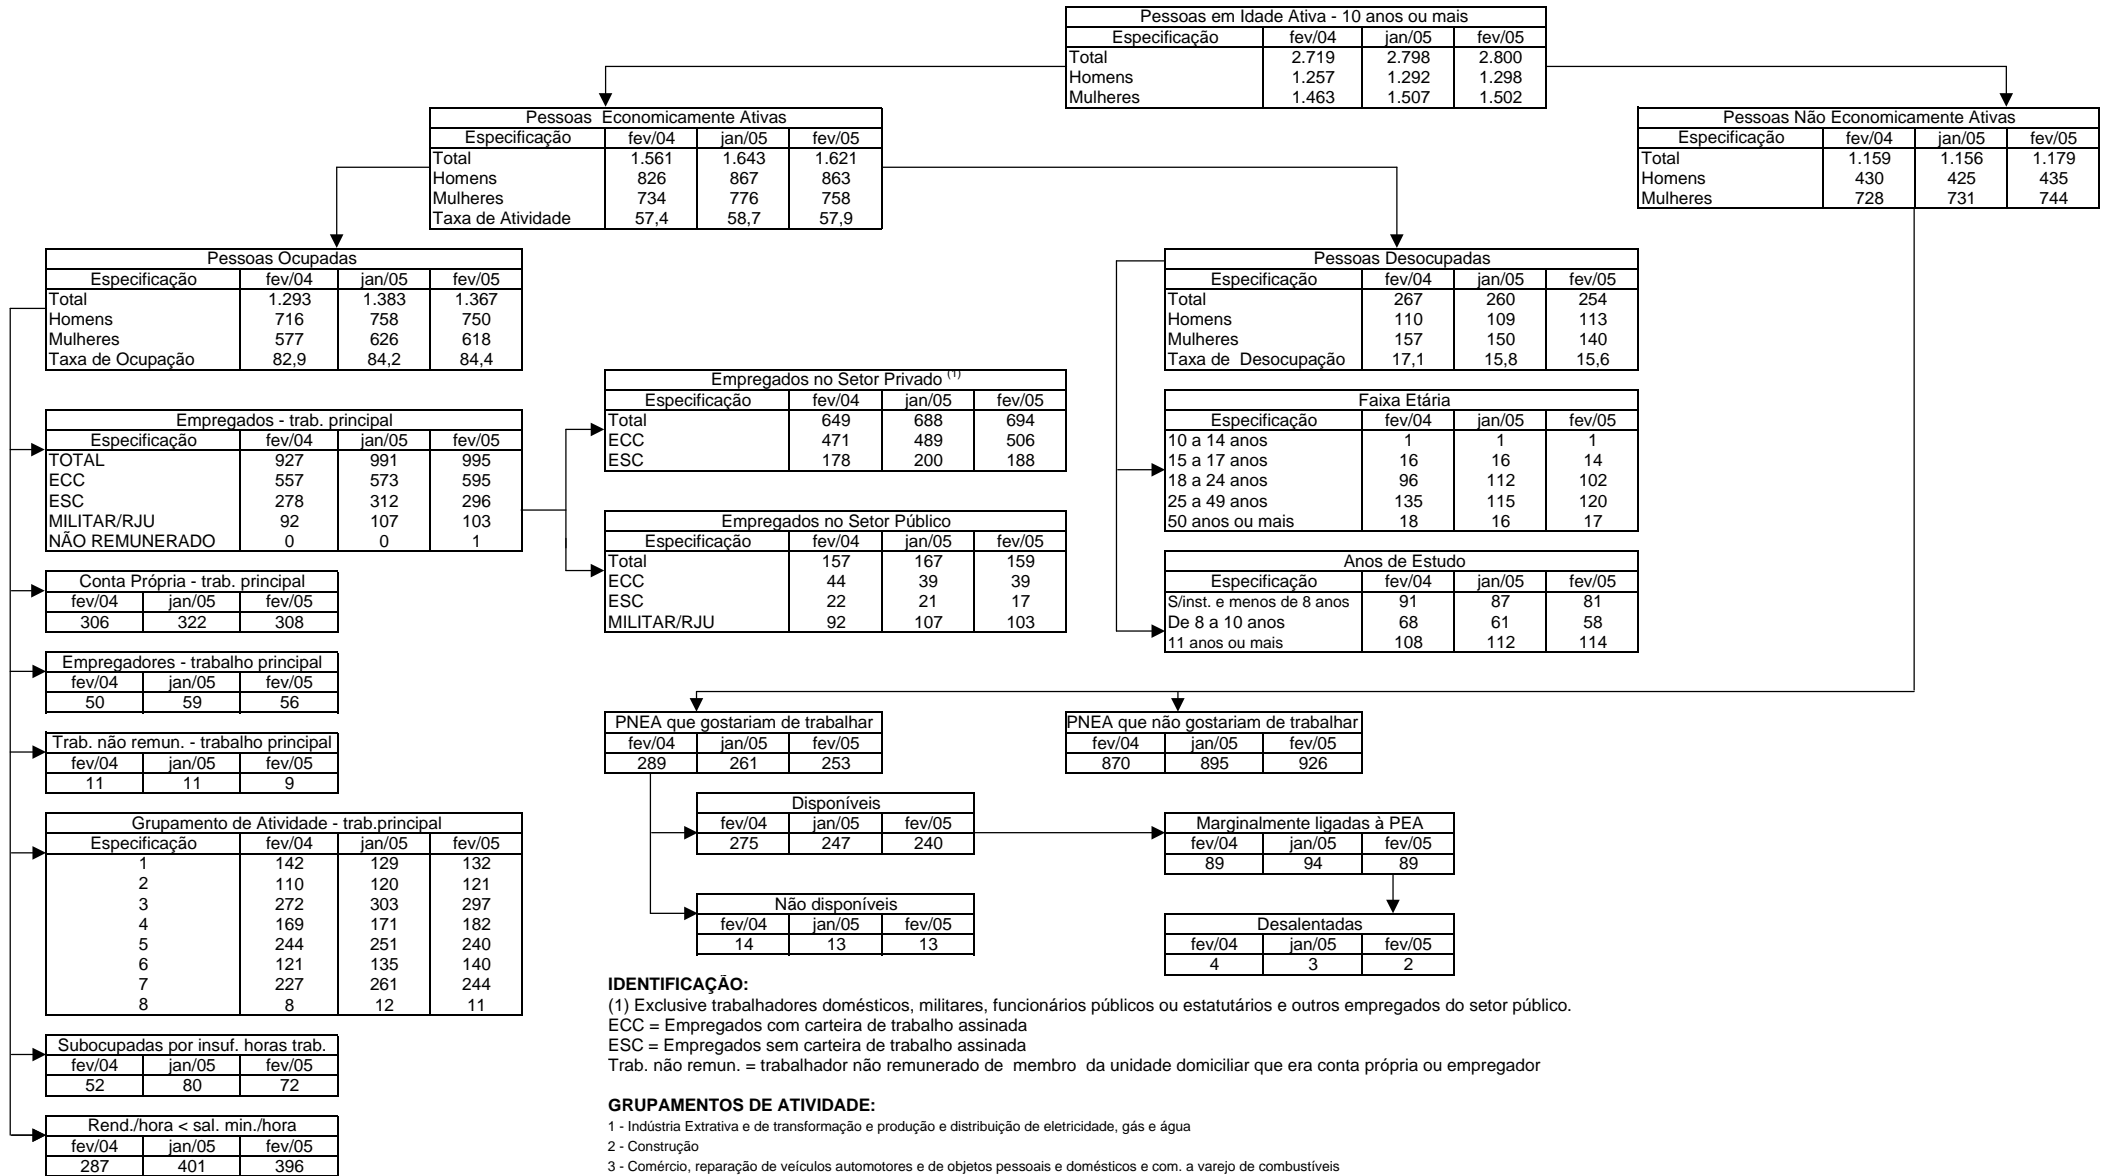 Pessoas em Idade Ativa - 10 anos ou mais
Especificação fev/04 jan/05 fev/05
Total 2.719 2.798 2.800
Homens 1.257 1.292 1.298
Mulheres 1.463 1.507 1.502
Pessoas Economicamente Ativas
Especificação fev/04 jan/05 fev/05
Total 1.561 1.643 1.621
Homens 826 867 863
Mulheres 734 776 758
Taxa de Atividade 57,4 58,7 57,9
Pessoas Não Economicamente Ativas
Especificação fev/04 jan/05 fev/05
Total 1.159 1.156 1.179
Homens 430 425 435
Mulheres 728 731 744
Pessoas Ocupadas
Especificação fev/04 jan/05 fev/05
Total 1.293 1.383 1.367
Homens 716 758 750
Mulheres 577 626 618
Taxa de Ocupação 82,9 84,2 84,4
Pessoas Desocupadas
Especificação fev/04 jan/05 fev/05
Total 267 260 254
Homens 110 109 113
Mulheres 157 150 140
Taxa de Desocupação 17,1 15,8 15,6
Empregados - trab. principal
Especificação fev/04 jan/05 fev/05
TOTAL 927 991 995
ECC 557 573 595
ESC 278 312 296
MILITAR/RJU 92 107 103
NÃO REMUNERADO 0 0 1
Empregados no Setor Privado (1)
Especificação fev/04 jan/05 fev/05
Total 649 688 694
ECC 471 489 506
ESC 178 200 188
Empregados no Setor Público
Especificação fev/04 jan/05 fev/05
Total 157 167 159
ECC 44 39 39
ESC 22 21 17
MILITAR/RJU 92 107 103
Faixa Etária
Especificação fev/04 jan/05 fev/05
10 a 14 anos 1 1 1
15 a 17 anos 16 16 14
18 a 24 anos 96 112 102
25 a 49 anos 135 115 120
50 anos ou mais 18 16 17
Anos de Estudo
Especificação fev/04 jan/05 fev/05
S/inst. e menos de 8 anos 91 87 81
De 8 a 10 anos 68 61 58
11 anos ou mais 108 112 114
Conta Própria - trab. principal
fev/04 jan/05 fev/05
306 322 308
Empregadores - trabalho principal
fev/04 jan/05 fev/05
50 59 56
Trab. não remun. - trabalho principal
fev/04 jan/05 fev/05
11 11 9
PNEA que gostariam de trabalhar
fev/04 jan/05 fev/05
289 261 253
PNEA que não gostariam de trabalhar
fev/04 jan/05 fev/05
870 895 926
Disponíveis
fev/04 jan/05 fev/05
275 247 240
Marginalmente ligadas à PEA
fev/04 jan/05 fev/05
89 94 89
Não disponíveis
fev/04 jan/05 fev/05
14 13 13
Desalentadas
fev/04 jan/05 fev/05
4 3 2
Grupamento de Atividade - trab.principal
Especificação fev/04 jan/05 fev/05
1 142 129 132
2 110 120 121
3 272 303 297
4 169 171 182
5 244 251 240
6 121 135 140
7 227 261 244
8 8 12 11
Subocupadas por insuf. horas trab.
fev/04 jan/05 fev/05
52 80 72
Rend./hora < sal. min./hora
fev/04 jan/05 fev/05
287 401 396
IDENTIFICAÇÃO:
(1) Exclusive trabalhadores domésticos, militares, funcionários públicos ou estatutários e outros empregados do setor público.
ECC = Empregados com carteira de trabalho assinada
ESC = Empregados sem carteira de trabalho assinada
Trab. não remun. = trabalhador não remunerado de membro da unidade domiciliar que era conta própria ou empregador
GRUPAMENTOS DE ATIVIDADE:
1 - Indústria Extrativa e de transformação e produção e distribuição de eletricidade, gás e água
2 - Construção
3 - Comércio, reparação de veículos automotores e de objetos pessoais e domésticos e com. a varejo de combustíveis